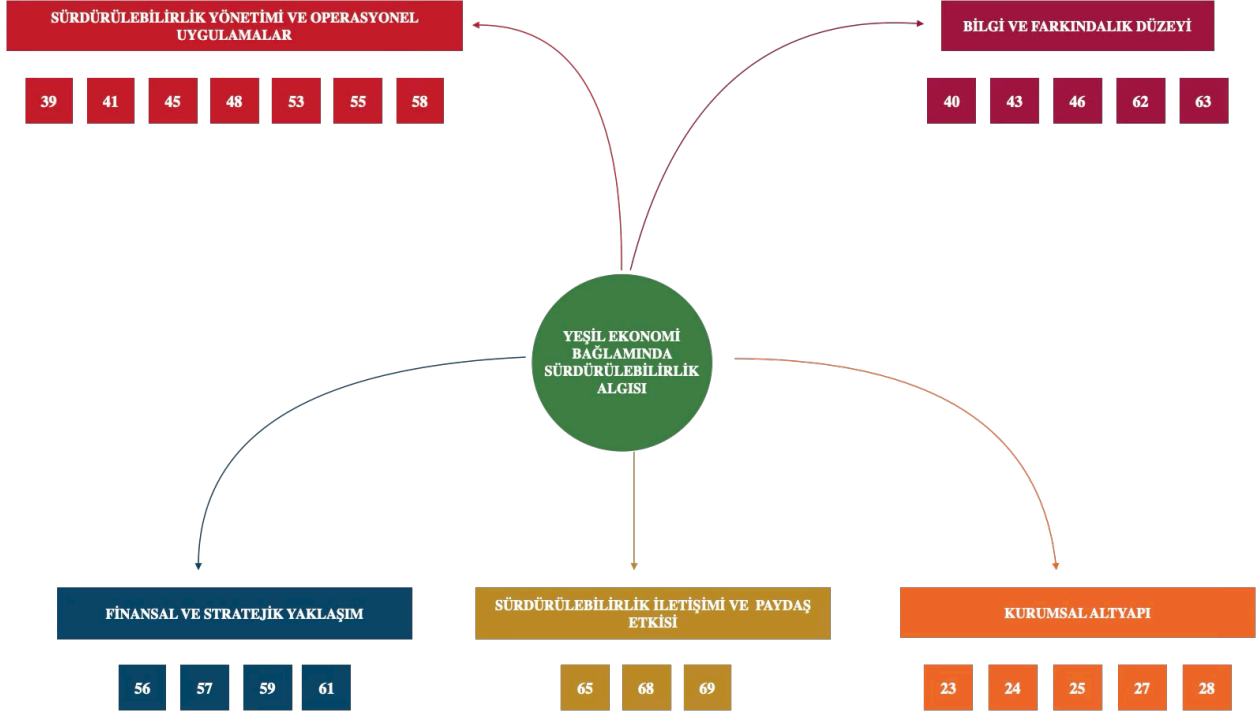 SÜRDÜRÜLEBİLİRLİK YÖNETİMİ VE OPERASYONEL
UYGULAMALAR
39 41 45 48 53 55 58
BİLGİ VE FARKINDALIK DÜZEYİ
40 43 46 62 63
YEŞİL EKONOMİ
BAĞLAMINDA
SÜRDÜRÜLEBİLİRLİK
ALGISI
FİNANSAL VE STRATEJİK YAKLAŞIM
56 57 59 61
SÜRDÜRÜLEBİLİRLİK İLETİŞİMİ VE PAYDAŞ
ETKİSİ
65 68 69
KURUMSAL ALTYAPI
23 24 25 27 28